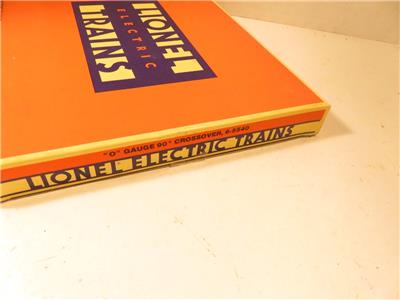 LIONEL
ELECTRIC
TRAINS
"O" GAUGE 90° CROSSOVER, 6-5540
LIONEL ELECTRIC TRAINS